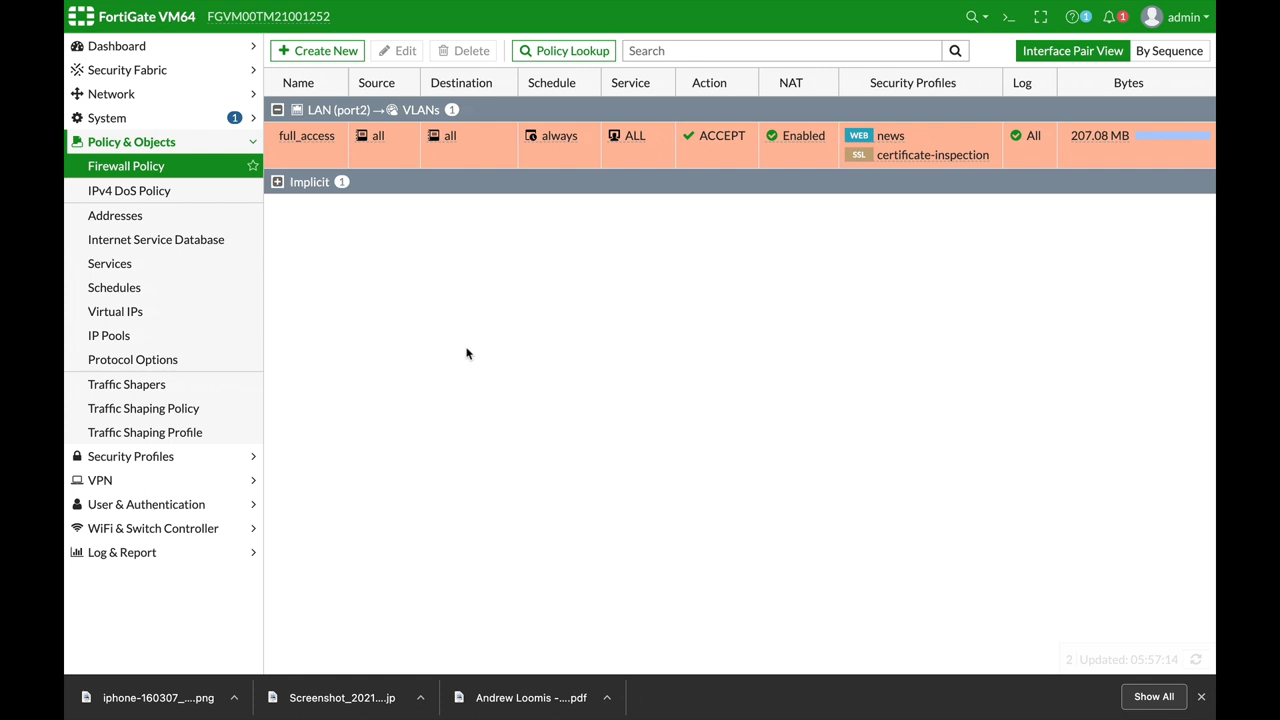 FortiGate VM64 FGVM00TM21001252 1 1 admin
Dashboard
Security Fabric
Network
System 1
Policy & Objects
Firewall Policy
IPv4 DoS Policy
Addresses
Internet Service Database
Services
Schedules
Virtual IPs
IP Pools
Protocol Options
Traffic Shapers
Traffic Shaping Policy
Traffic Shaping Profile
Security Profiles
VPN
User & Authentication
WiFi & Switch Controller
Log & Report
+ Create New Edit Delete Policy Lookup Search Interface Pair View By Sequence
Name Source Destination Schedule Service Action NAT Security Profiles Log Bytes
LAN (port2) → VLANs 1
full_access all all always ALL ACCEPT Enabled WEB news All 207.08 MB
SSL certificate-inspection
Implicit 1
2 Updated: 05:57:14
iphone-160307_....png Screenshot_2021....jp Andrew Loomis -....pdf Show All